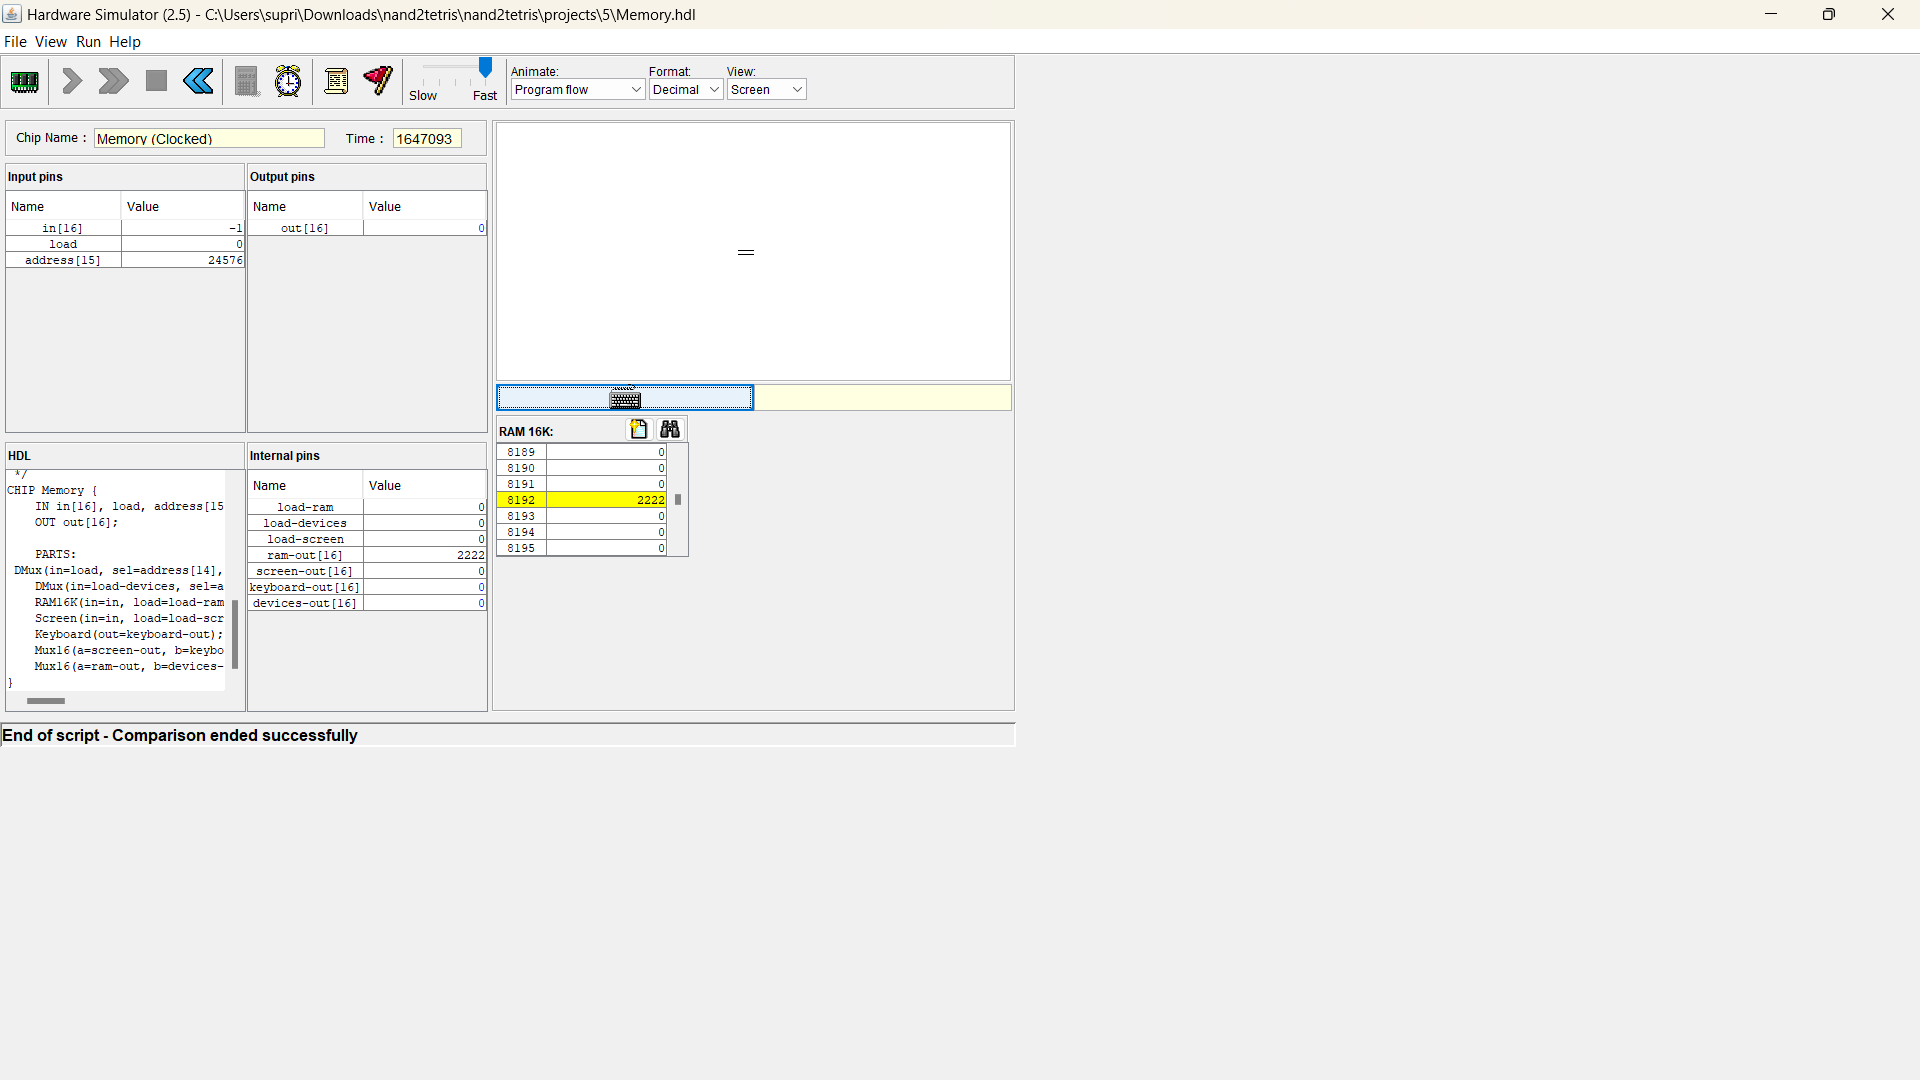 Hardware Simulator (2.5) - C:\Users\supri\Downloads\nand2tetris\nand2tetris\projects\5\Memory.hdl
File View Run Help
Slow Fast
Animate: Format: View:
Program flow Decimal Screen
Chip Name : Memory (Clocked) Time : 1647093
Input pins
Name Value
in[16] -1
load 0
address[15] 24576
Output pins
Name Value
out[16] 0
HDL
*/
CHIP Memory {
IN in[16], load, address[15
OUT out[16];
PARTS:
DMux(in=load, sel=address[14],
DMux(in=load-devices, sel=a
RAM16K(in=in, load=load-ram
Screen(in=in, load=load-scr
Keyboard(out=keyboard-out);
Mux16(a=screen-out, b=keybo
Mux16(a=ram-out, b=devices-
}
Internal pins
Name Value
load-ram 0
load-devices 0
load-screen 0
ram-out[16] 2222
screen-out[16] 0
keyboard-out[16] 0
devices-out[16] 0
RAM 16K:
8189 0
8190 0
8191 0
8192 2222
8193 0
8194 0
8195 0
End of script - Comparison ended successfully